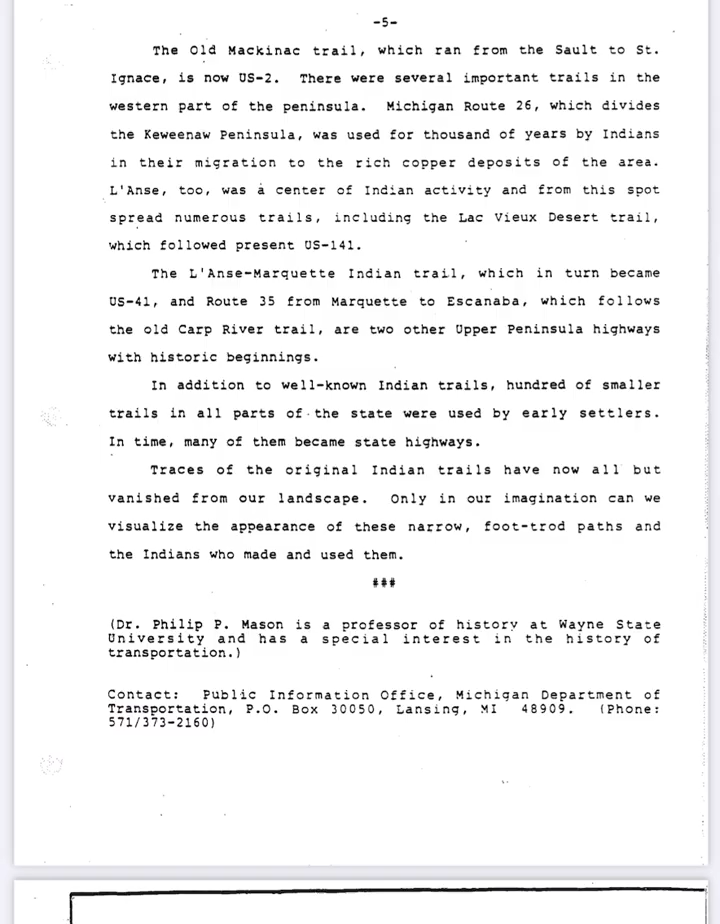 -5-
The Old Mackinac trail, which ran from the Sault to St.
Ignace, is now US-2. There were several important trails in the
western part of the peninsula. Michigan Route 26, which divides
the Keweenaw Peninsula, was used for thousand of years by Indians
in their migration to the rich copper deposits of the area.
L'Anse, too, was a center of Indian activity and from this spot
spread numerous trails, including the Lac Vieux Desert trail,
which followed present US-141.
The L'Anse-Marquette Indian trail, which in turn became
US-41, and Route 35 from Marquette to Escanaba, which follows
the old Carp River trail, are two other Upper Peninsula highways
with historic beginnings.
In addition to well-known Indian trails, hundred of smaller
trails in all parts of the state were used by early settlers.
In time, many of them became state highways.
Traces of the original Indian trails have now all but
vanished from our landscape. Only in our imagination can we
visualize the appearance of these narrow, foot-trod paths and
the Indians who made and used them.
###
(Dr. Philip P. Mason is a professor of history at Wayne State
University and has a special interest in the history of
transportation.)
Contact: Public Information Office, Michigan Department of
Transportation, P.O. Box 30050, Lansing, MI 48909. (Phone:
571/373-2160)